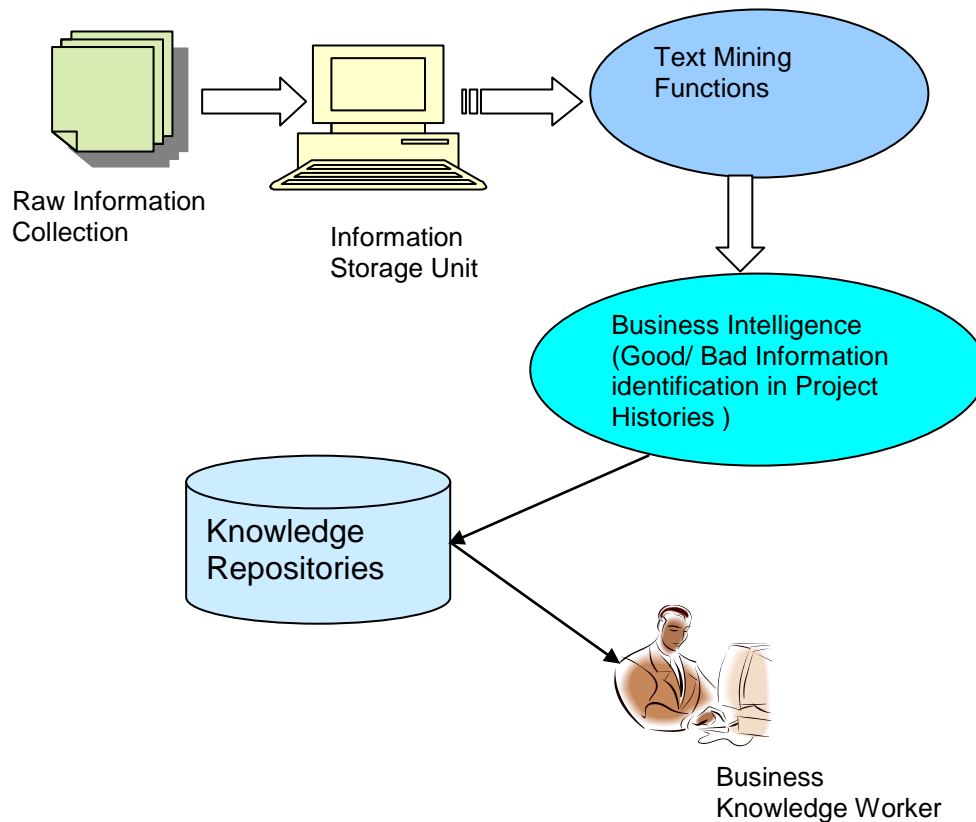 Text Mining
Functions
Raw Information
Collection
Information
Storage Unit
Business Intelligence
(Good/ Bad Information
identification in Project
Histories )
Knowledge
Repositories
Business
Knowledge Worker